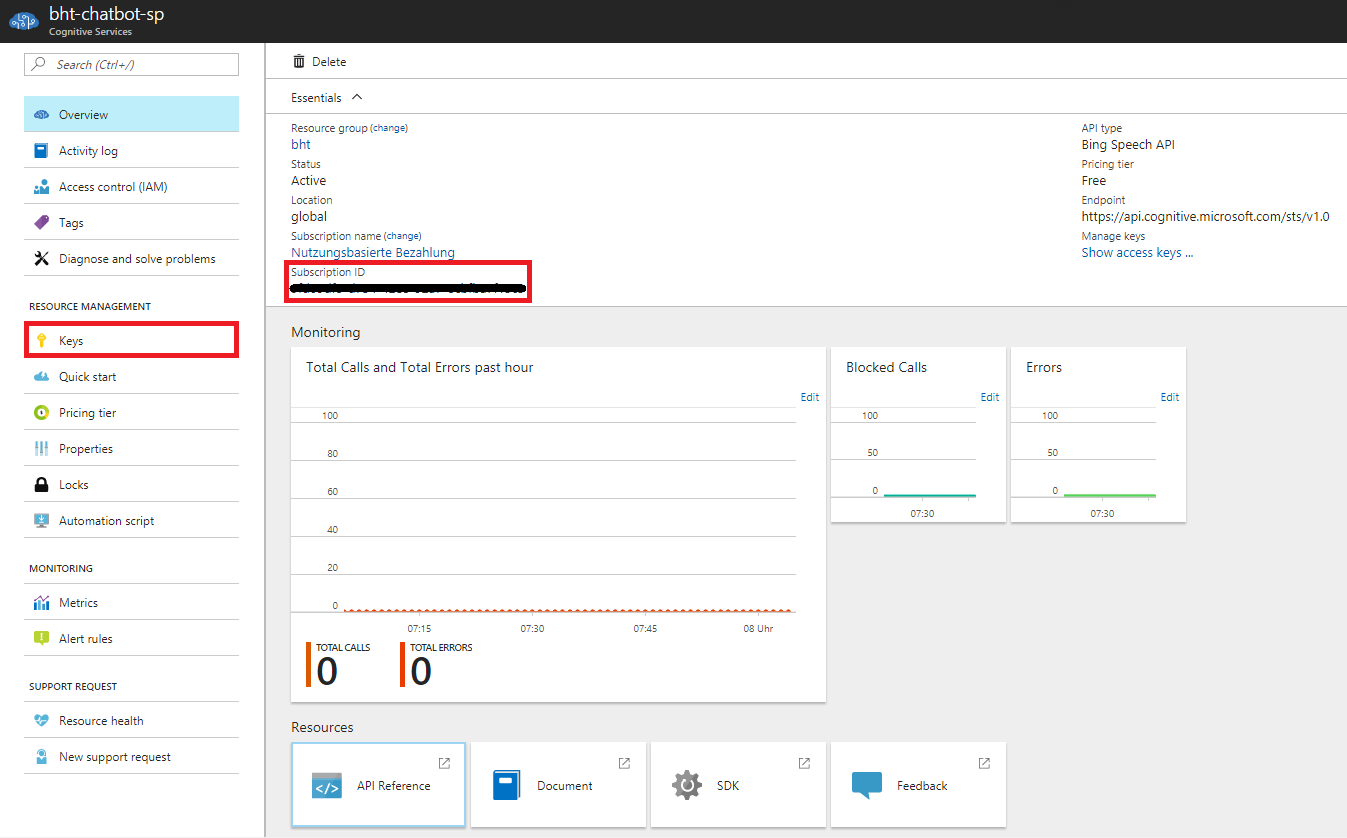 bht-chatbot-sp
Cognitive Services
Search (Ctrl+/)
Overview
Activity log
Access control (IAM)
Tags
Diagnose and solve problems
RESOURCE MANAGEMENT
Keys
Quick start
Pricing tier
Properties
Locks
Automation script
MONITORING
Metrics
Alert rules
SUPPORT REQUEST
Resource health
New support request
Delete
Essentials
Resource group (change)
bht
Status
Active
Location
global
Subscription name (change)
Nutzungsbasierte Bezahlung
Subscription ID
API type
Bing Speech API
Pricing tier
Free
Endpoint
https://api.cognitive.microsoft.com/sts/v1.0
Manage keys
Show access keys ...
Monitoring
Total Calls and Total Errors past hour
Edit
100
80
60
40
20
0
07:15 07:30 07:45 08 Uhr
TOTAL CALLS TOTAL ERRORS
0 0
Blocked Calls
Edit
100
50
0
07:30
Errors
Edit
100
50
0
07:30
Resources
API Reference
Document
SDK
Feedback